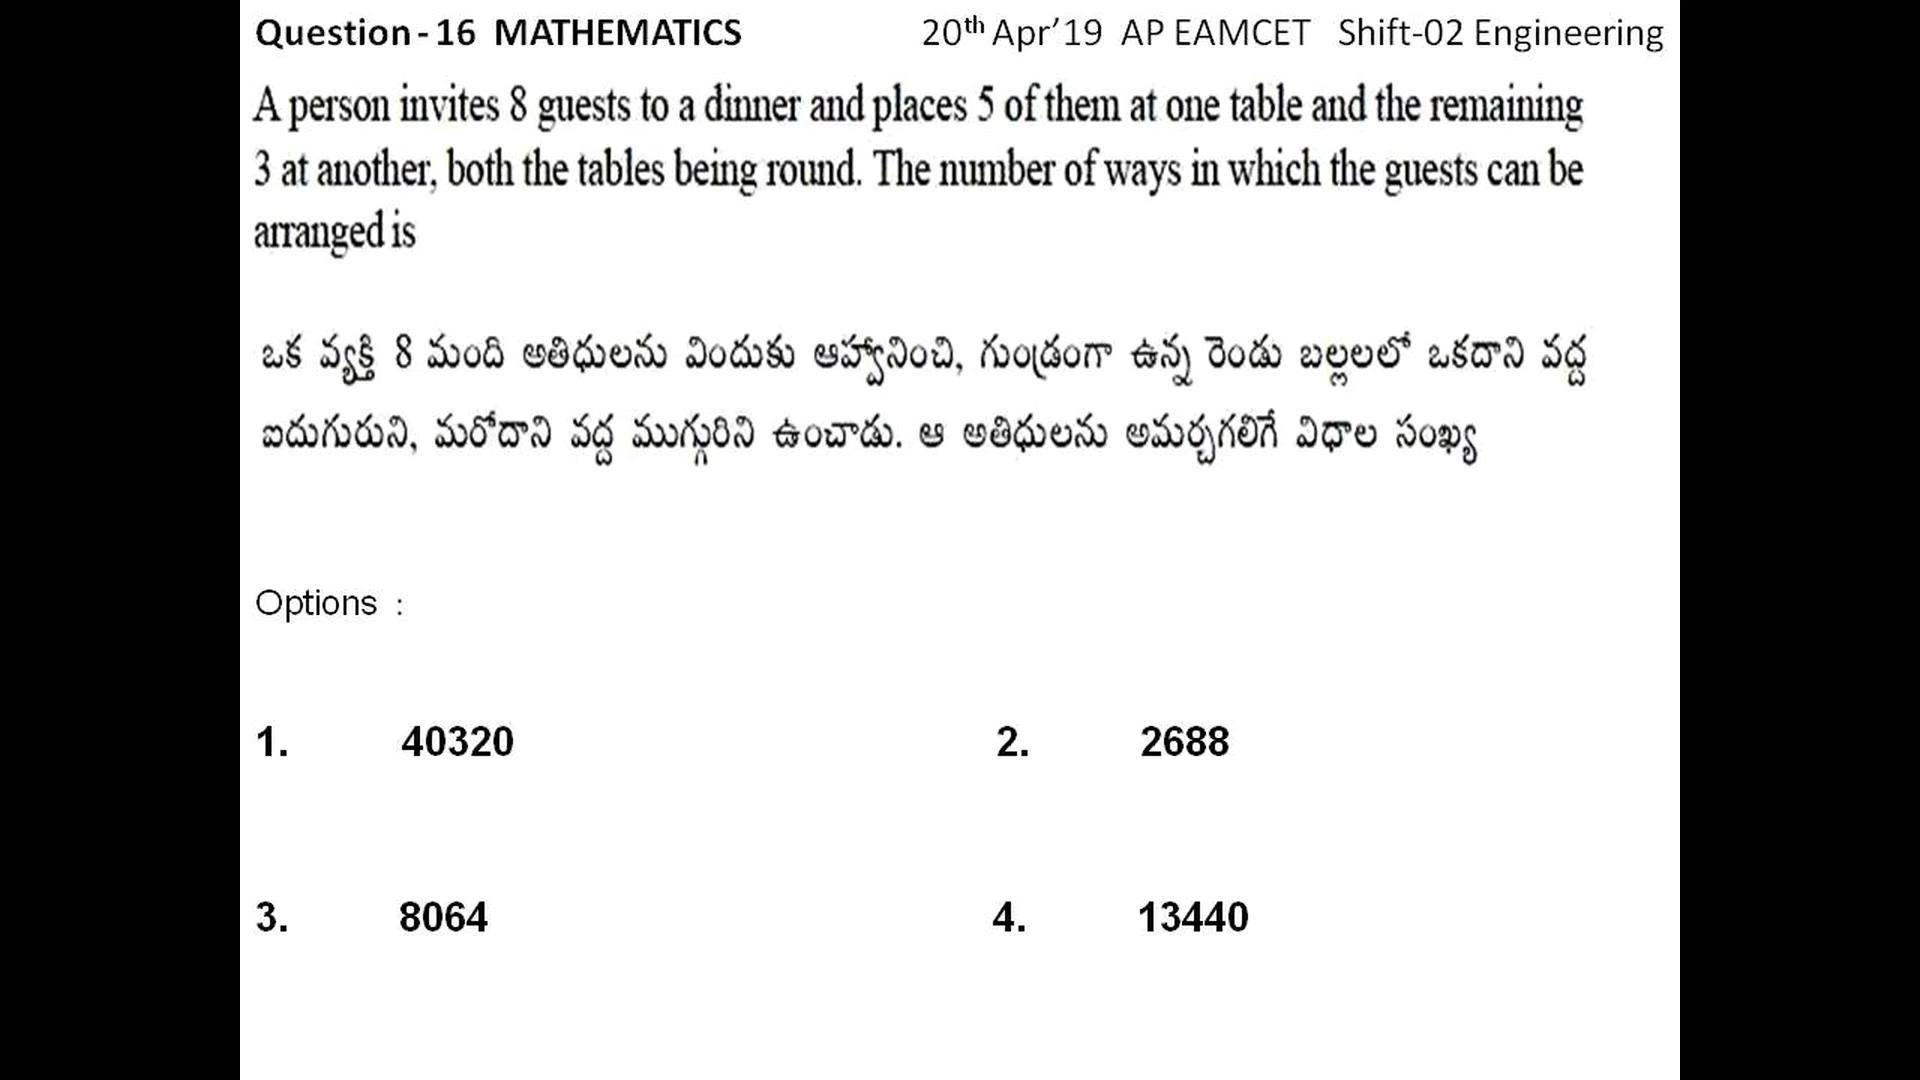 Question - 16 MATHEMATICS 20th Apr’19 AP EAMCET Shift-02 Engineering
A person invites 8 guests to a dinner and places 5 of them at one table and the remaining
3 at another, both the tables being round. The number of ways in which the guests can be
arranged is
ఒక వ్యక్తి 8 మంది అతిధులను విందుకు ఆహ్వానించి, గుండ్రంగా ఉన్న రెండు బల్లలలో ఒకదాని వద్ద
ఐదుగురుని, మరోదాని వద్ద ముగ్గురిని ఉంచాడు. ఆ అతిధులను అమర్చగలిగే విధాల సంఖ్య
Options :
1. 40320 2. 2688
3. 8064 4. 13440